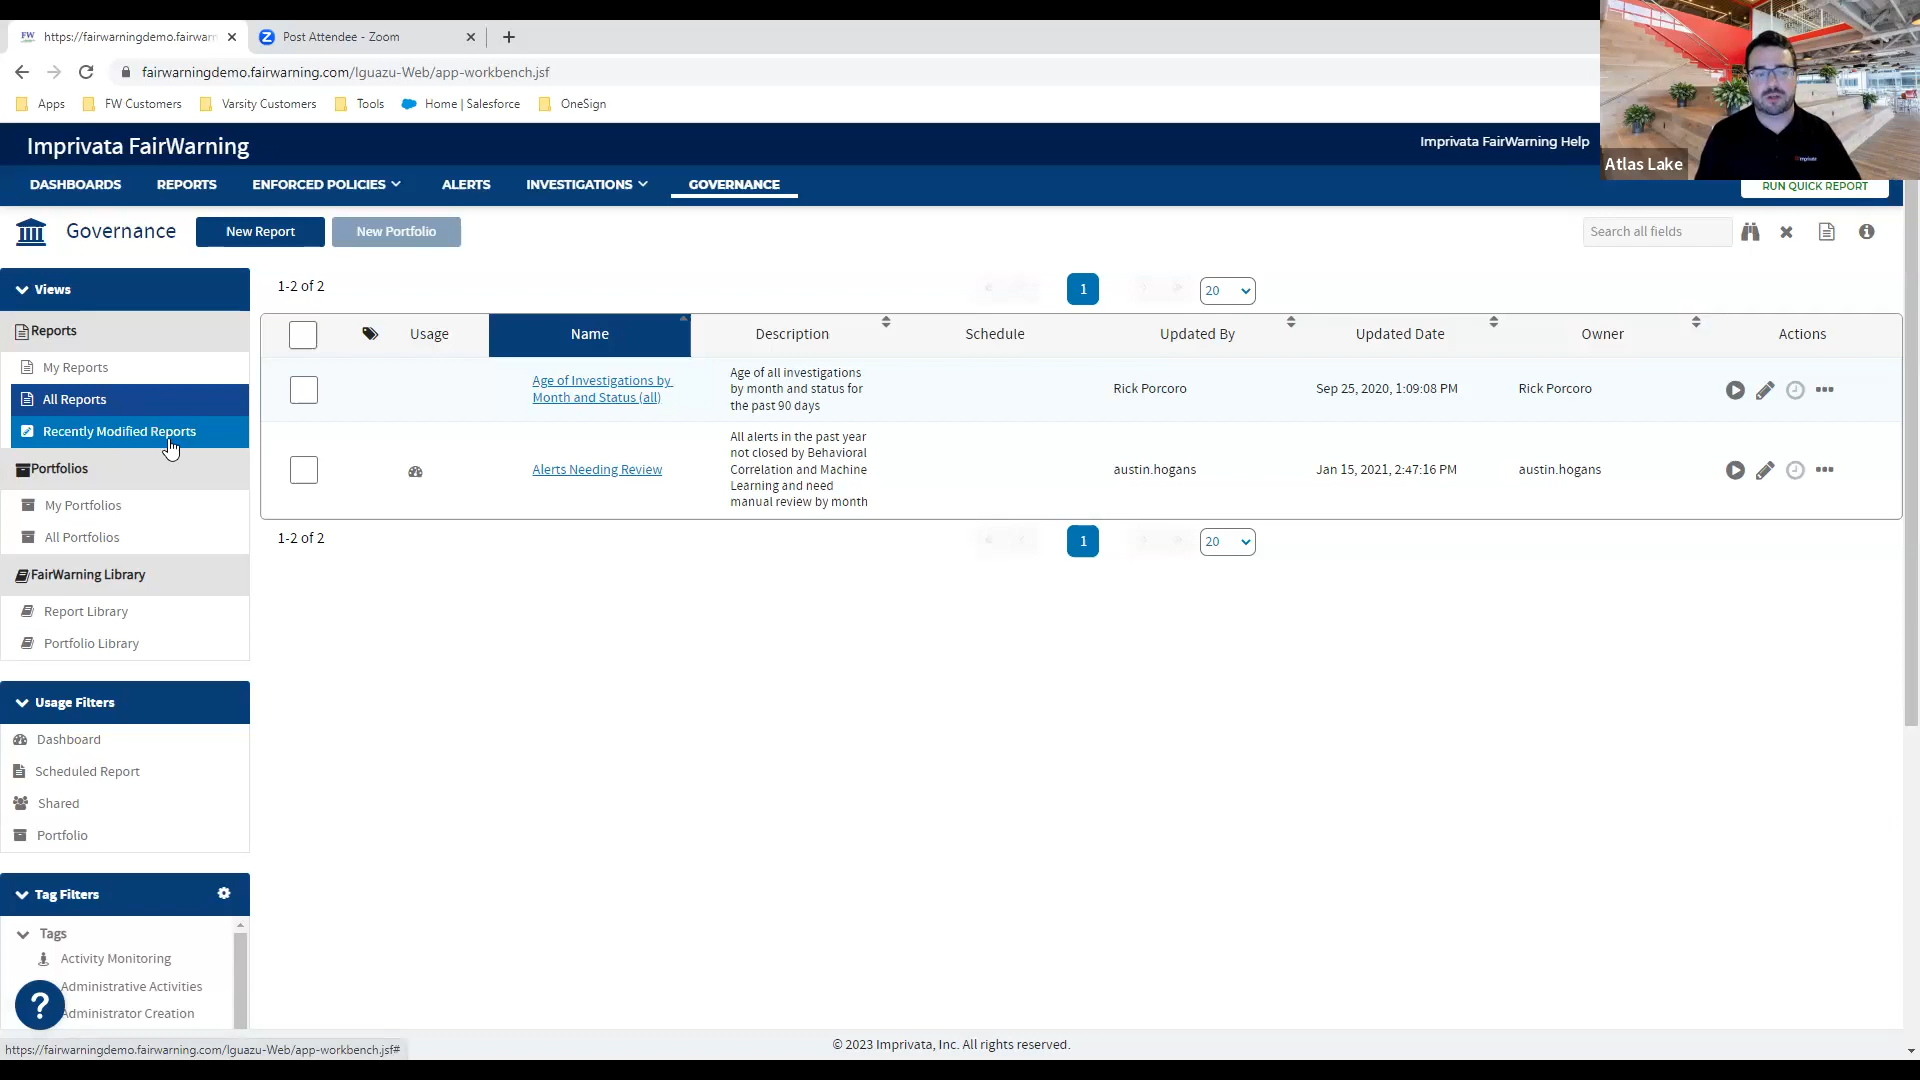 FW https://fairwarningdemo.fairwarn
Post Attendee - Zoom
fairwarningdemo.fairwarning.com/Iguazu-Web/app-workbench.jsf
Apps
FW Customers
Varsity Customers
Tools
Home | Salesforce
OneSign
Imprivata FairWarning
Imprivata FairWarning Help
Atlas Lake
imprivata
DASHBOARDS
REPORTS
ENFORCED POLICIES
ALERTS
INVESTIGATIONS
GOVERNANCE
RUN QUICK REPORT
Governance
New Report
New Portfolio
Search all fields
Views
Reports
My Reports
All Reports
Recently Modified Reports
Portfolios
My Portfolios
All Portfolios
FairWarning Library
Report Library
Portfolio Library
Usage Filters
Dashboard
Scheduled Report
Shared
Portfolio
Tag Filters
Tags
Activity Monitoring
Administrative Activities
Administrator Creation
1-2 of 2
1
20
Usage
Name
Description
Schedule
Updated By
Updated Date
Owner
Actions
Age of Investigations by
Month and Status (all)
Age of all investigations
by month and status for
the past 90 days
Rick Porcoro
Sep 25, 2020, 1:09:08 PM
Rick Porcoro
Alerts Needing Review
All alerts in the past year
not closed by Behavioral
Correlation and Machine
Learning and need
manual review by month
austin.hogans
Jan 15, 2021, 2:47:16 PM
austin.hogans
1-2 of 2
1
20
?
https://fairwarningdemo.fairwarning.com/Iguazu-Web/app-workbench.jsf#
© 2023 Imprivata, Inc. All rights reserved.